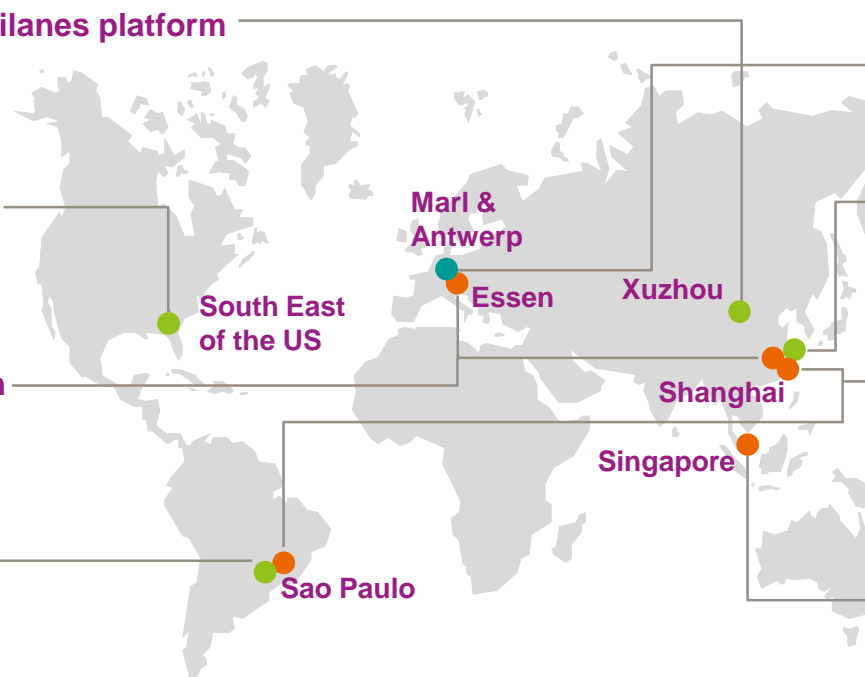 ilanes platform
Marl &
Antwerp
Essen
Xuzhou
South East
of the US
Shanghai
Singapore
Sao Paulo